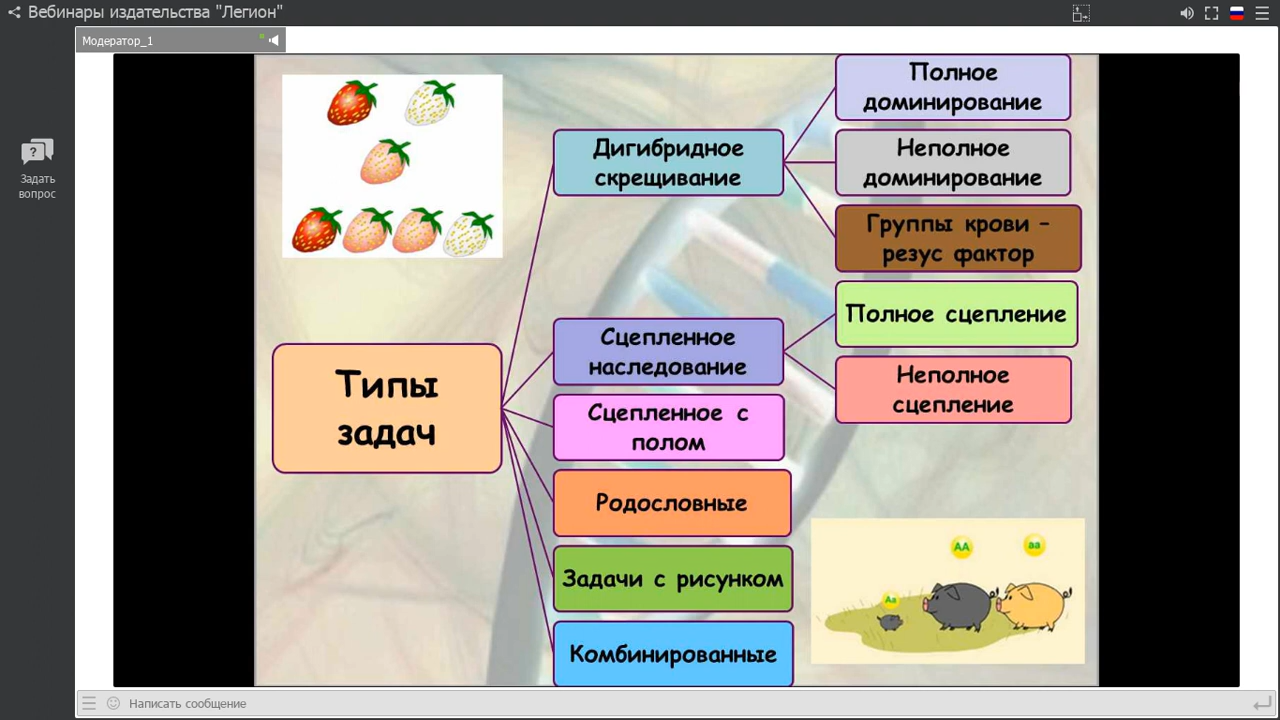 Вебинары издательства "Легион"
Модератор_1
Задать
вопрос
Типы
задач
Дигибридное
скрещивание
Полное
доминирование
Неполное
доминирование
Группы крови –
резус фактор
Сцепленное
наследование
Полное сцепление
Неполное
сцепление
Сцепленное с
полом
Родословные
Задачи с рисунком
Комбинированные
АА
аа
Аа
Написать сообщение